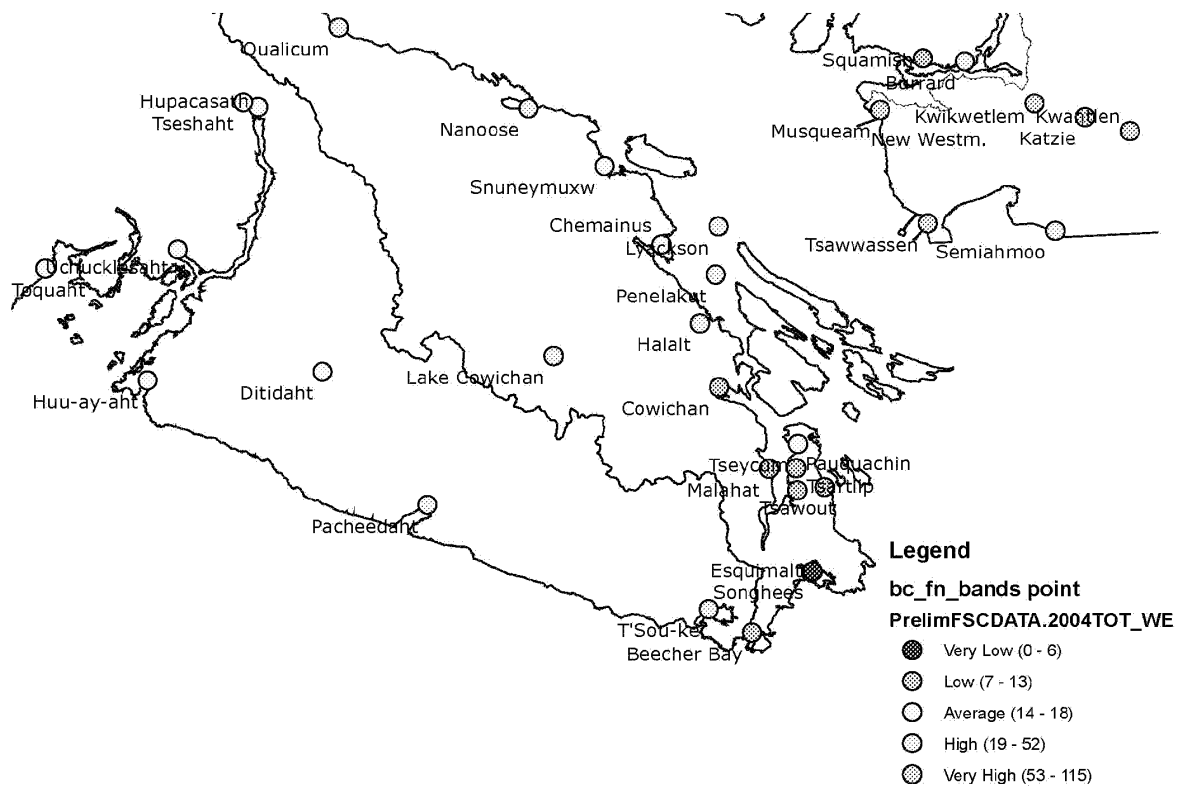 Qualicum
Squamish
Burrard
Hupacasath
Tseshaht
Nanoose
Kwikwetlem Kwantlen
Musqueam
New Westm. Katzie
Snuneymuxw
Chemainus
Lyackson
Tsawwassen
Semiahmoo
Uchucklesaht
Toquaht
Penelakut
Halalt
Lake Cowichan
Ditidaht
Huu-ay-aht
Cowichan
Tseycum Pauquachin
Malahat Tsartlip
Tsawout
Pacheedaht
Esquimalt
Songhees
T'Sou-ke
Beecher Bay
Legend
bc_fn_bands point
PrelimFSCDATA.2004TOT_WE
Very Low (0 - 6)
Low (7 - 13)
Average (14 - 18)
High (19 - 52)
Very High (53 - 115)